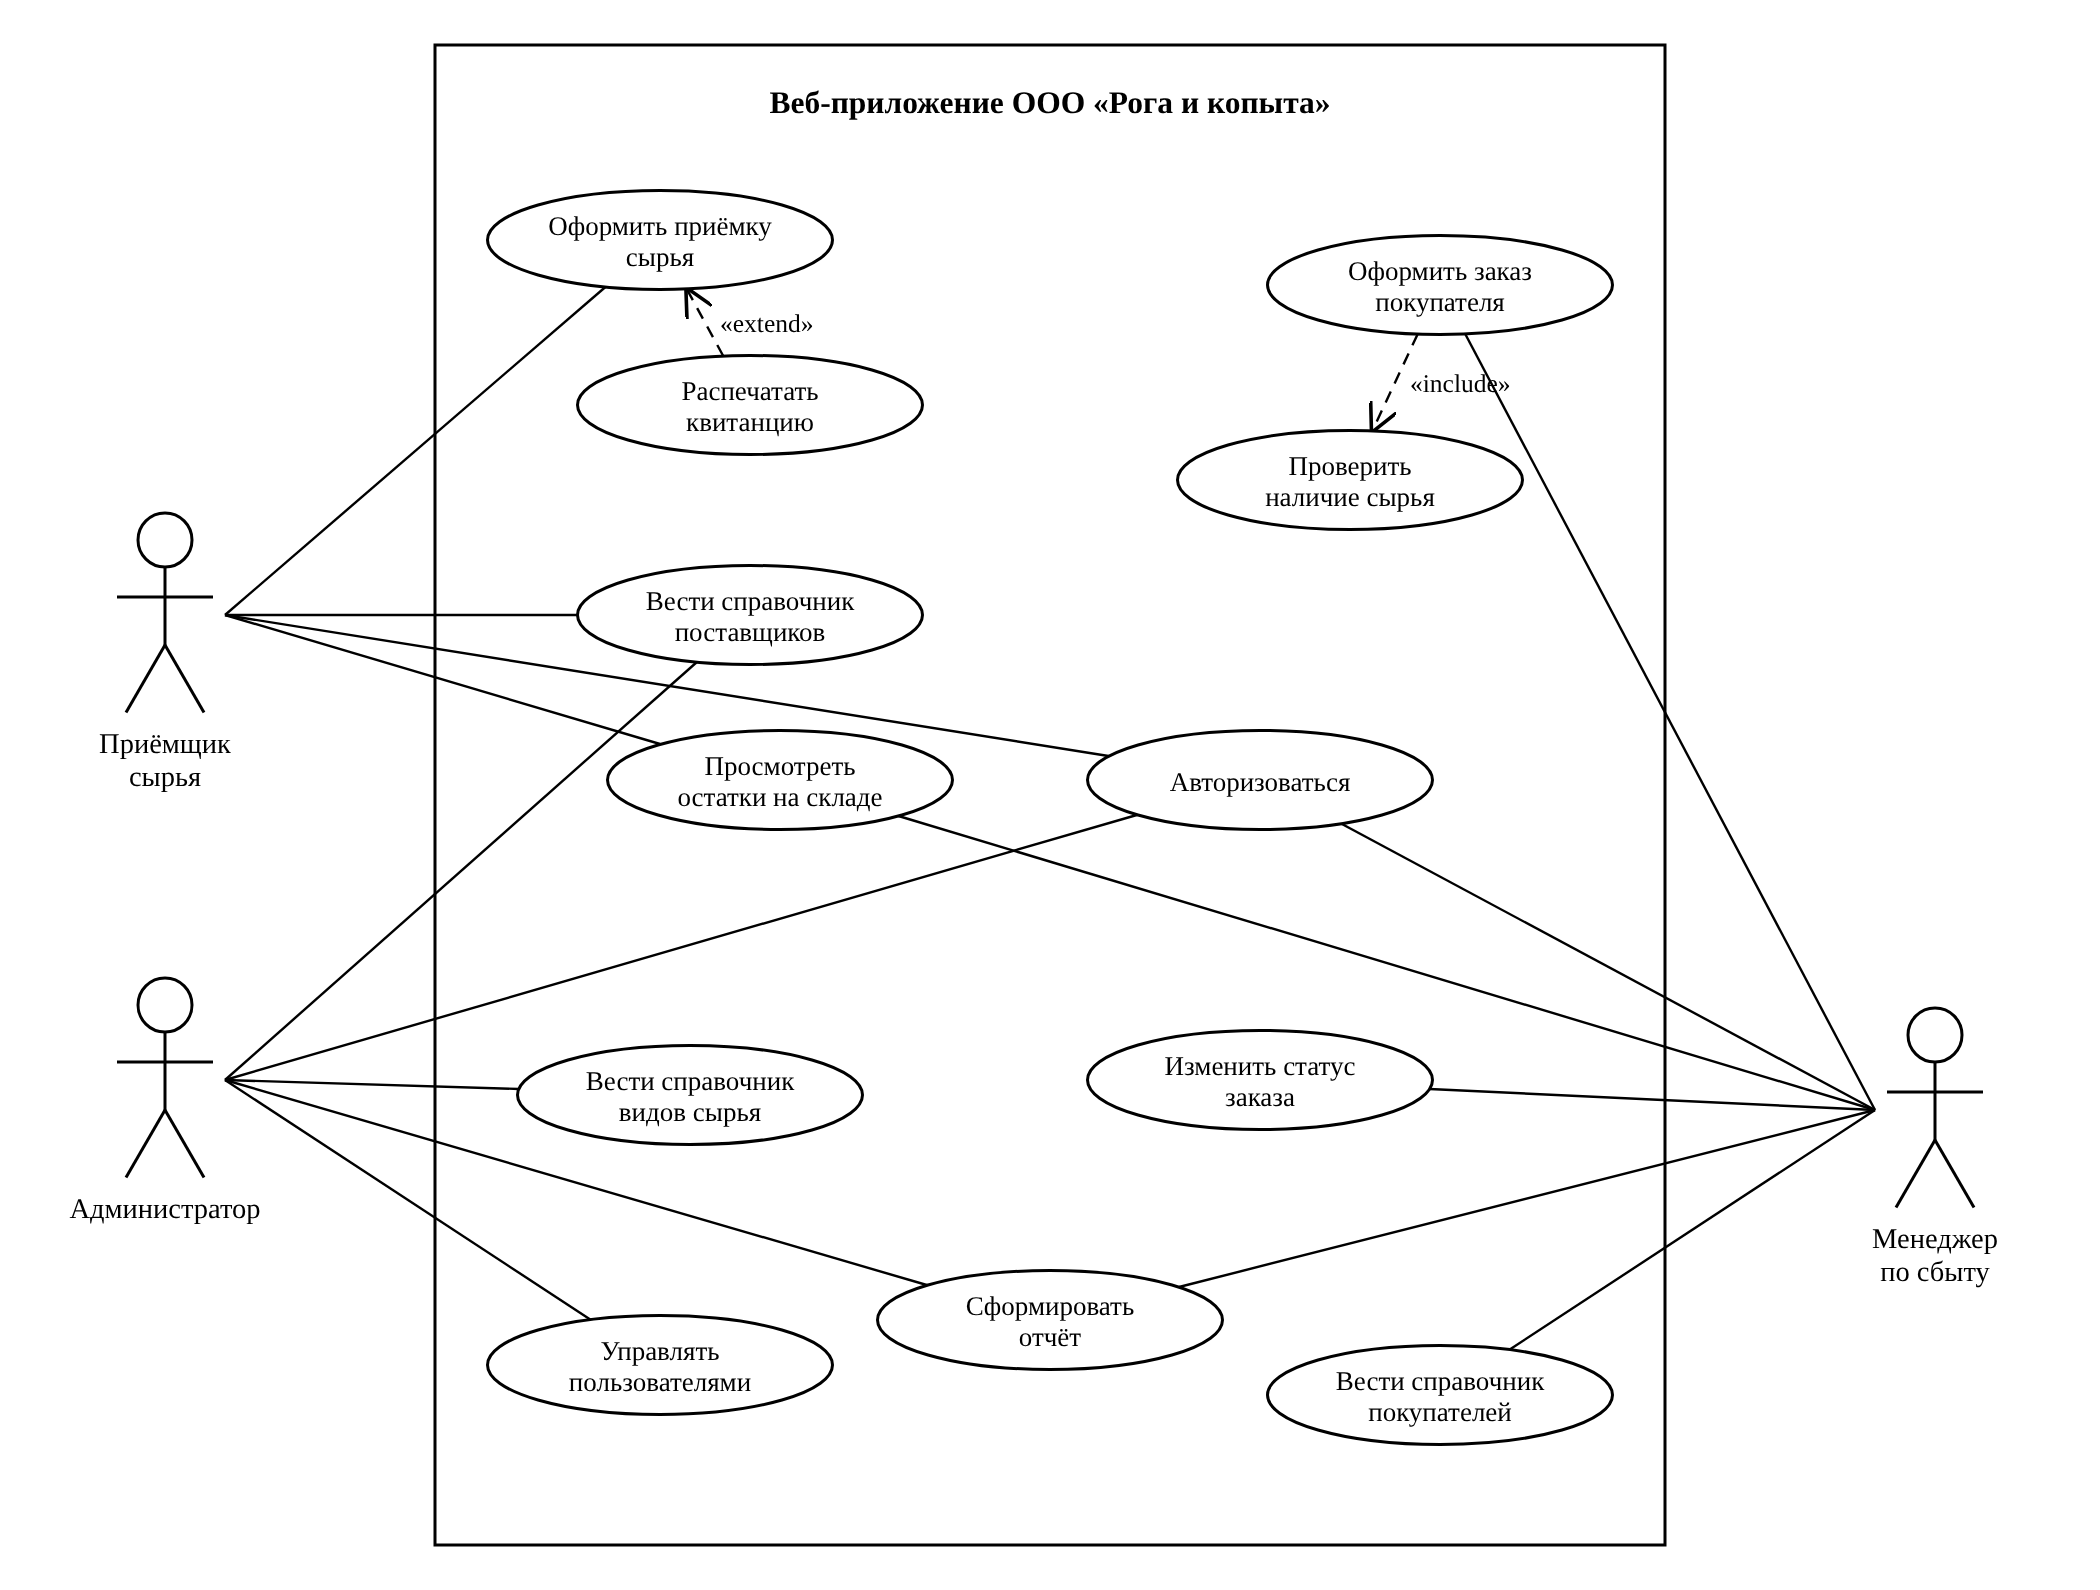 Веб-приложение ООО «Рога и копыта»
Оформить приёмку
сырья
«extend»
Распечатать
квитанцию
Оформить заказ
покупателя
«include»
Проверить
наличие сырья
Приёмщик
сырья
Вести справочник
поставщиков
Просмотреть
остатки на складе
Авторизоваться
Администратор
Вести справочник
видов сырья
Изменить статус
заказа
Менеджер
по сбыту
Управлять
пользователями
Сформировать
отчёт
Вести справочник
покупателей